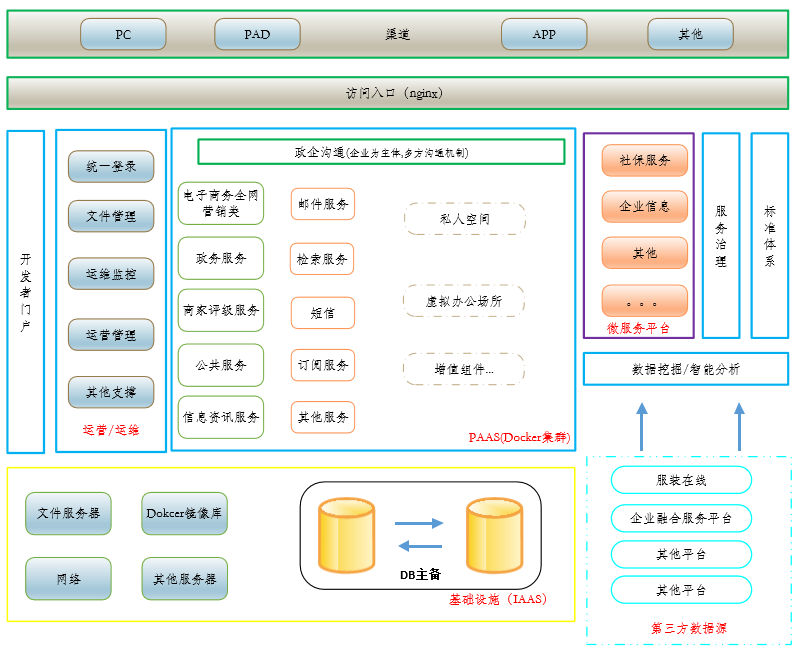 PC
PAD
渠道
APP
其他
访问入口（nginx）
开发者门户
统一登录
文件管理
运维监控
运营管理
其他支撑
运营/运维
政企沟通(企业为主体,多方沟通机制)
电子商务全网
营销类
政务服务
商家评级服务
公共服务
信息资讯服务
邮件服务
检索服务
短信
订阅服务
其他服务
私人空间
虚拟办公场所
增值组件...
PAAS(Docker集群)
社保服务
企业信息
其他
。。。
微服务平台
服务治理
标准体系
数据挖掘/智能分析
文件服务器
Dokcer镜像库
网络
其他服务器
DB主备
基础设施（IAAS）
服装在线
企业融合服务平台
其他平台
其他平台
第三方数据源